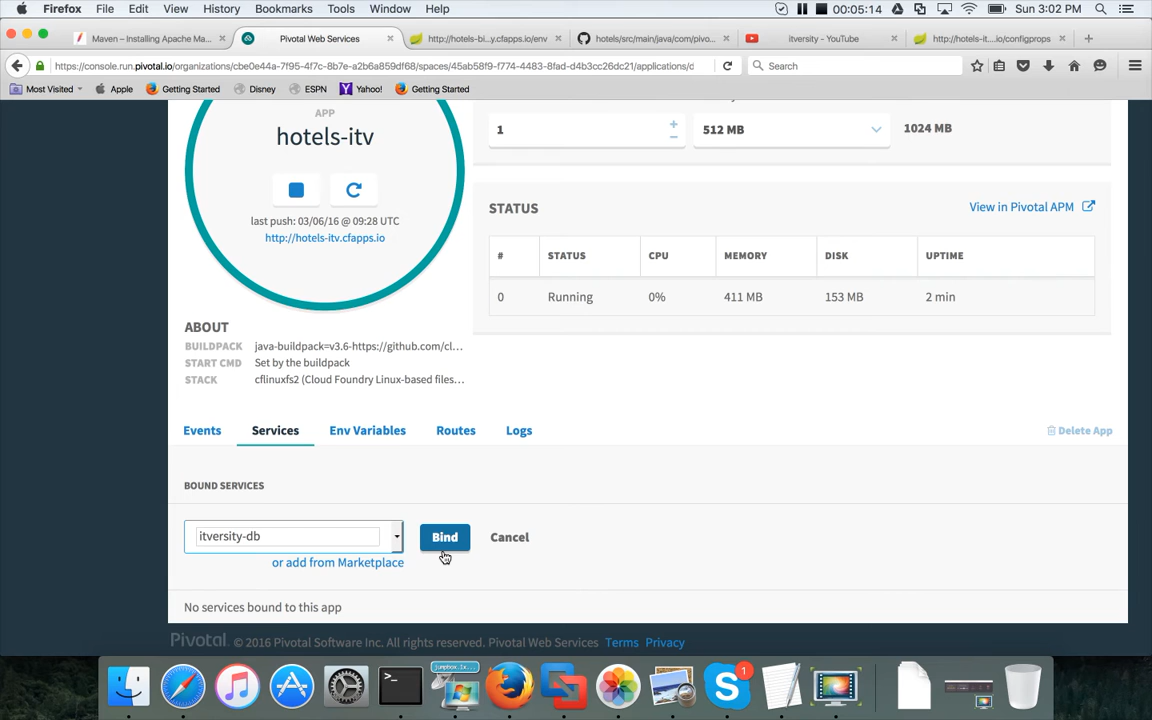 Firefox File Edit View History Bookmarks Tools Window Help 00:05:14 Sun 3:02 PM
Maven – Installing Apache Ma... Pivotal Web Services http://hotels-bi...y.cfapps.io/env hotels/src/main/java/com/pivo... itversity - YouTube http://hotels-it....io/configprops
https://console.run.pivotal.io/organizations/cbe0e44a-7f95-4f7c-8b7e-a2b6a859df68/spaces/45ab58f9-f774-4483-8fad-d4b3cc26dc21/applications/d Search
Most Visited Apple Getting Started Disney ESPN Yahoo! Getting Started
APP
hotels-itv
1 512 MB 1024 MB
last push: 03/06/16 @ 09:28 UTC
http://hotels-itv.cfapps.io
STATUS View in Pivotal APM
# STATUS CPU MEMORY DISK UPTIME
0 Running 0% 411 MB 153 MB 2 min
ABOUT
BUILDPACK java-buildpack=v3.6-https://github.com/cl...
START CMD Set by the buildpack
STACK cflinuxfs2 (Cloud Foundry Linux-based files...
Events Services Env Variables Routes Logs Delete App
BOUND SERVICES
itversity-db Bind Cancel
or add from Marketplace
No services bound to this app
Pivotal © 2016 Pivotal Software Inc. All rights reserved. Pivotal Web Services Terms Privacy
1